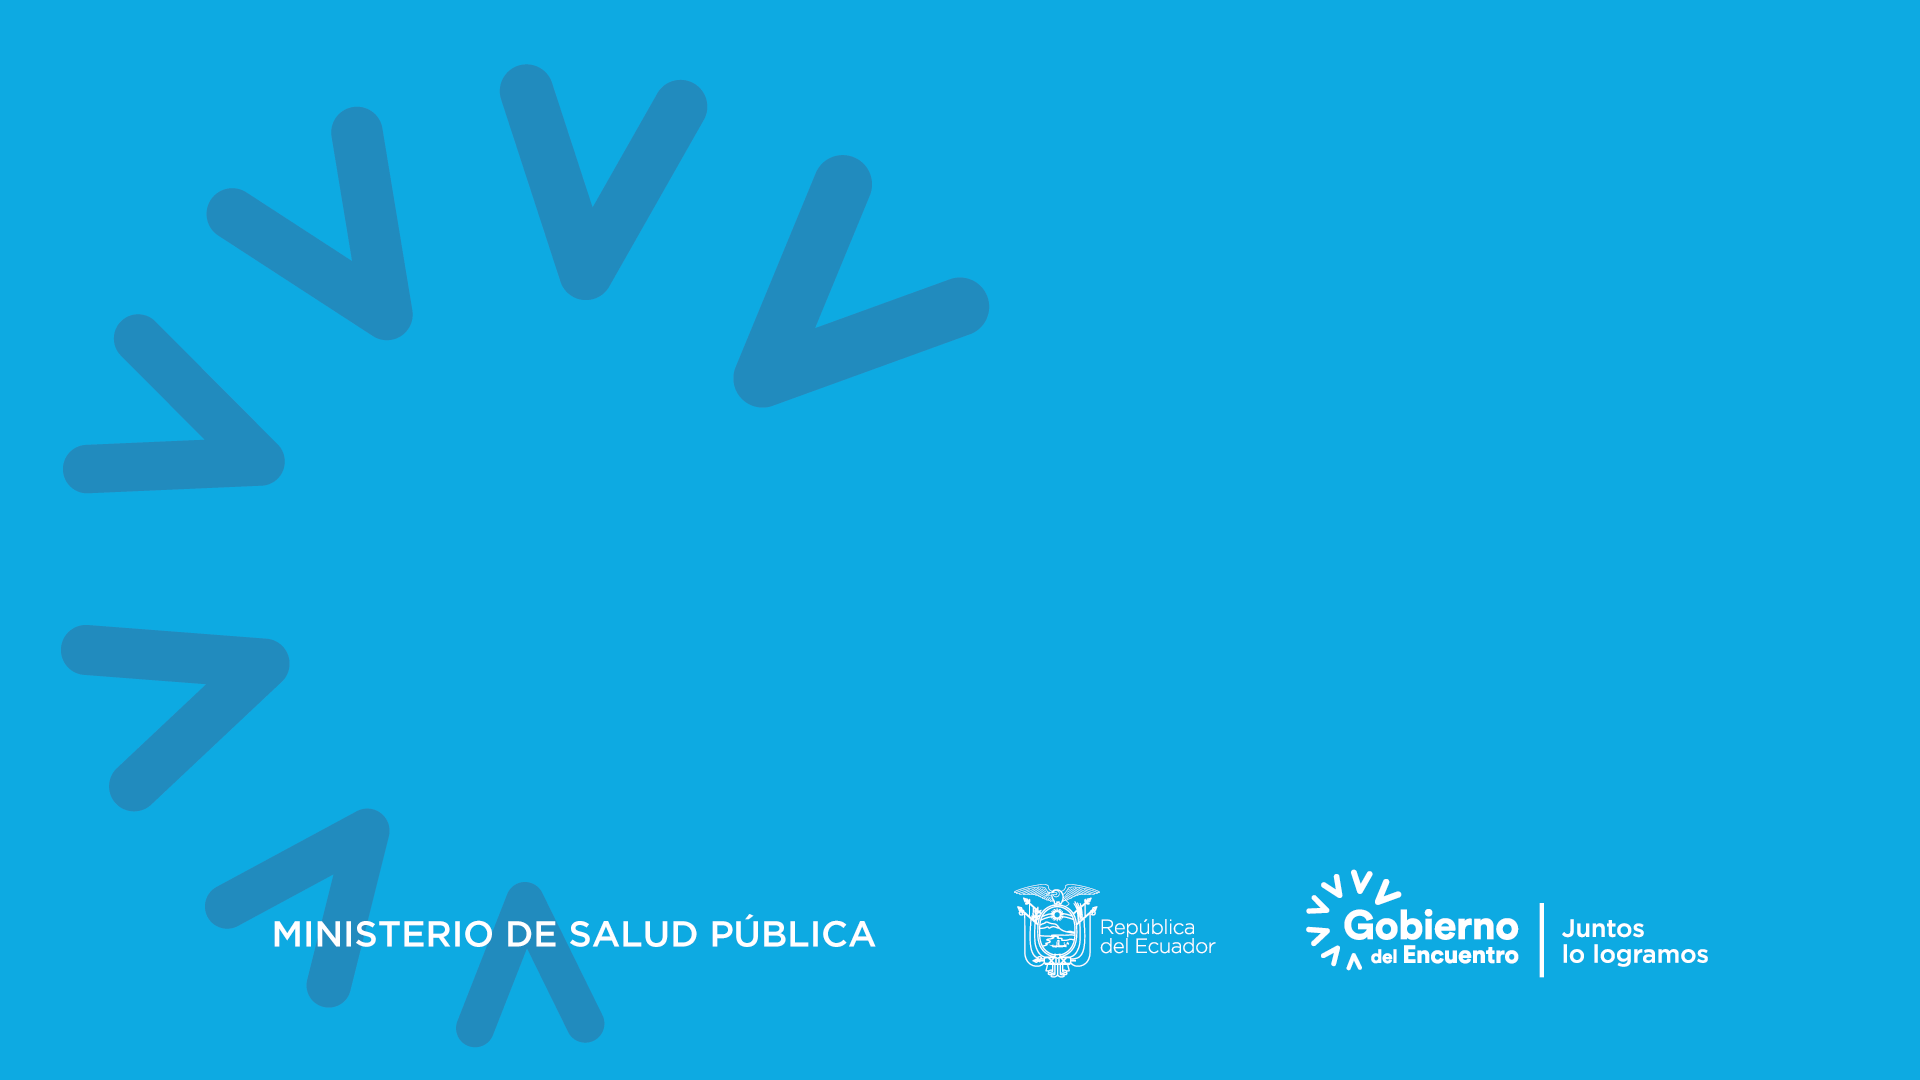 MINISTERIO DE SALUD PÚBLICA
República
del Ecuador
Gobierno
del Encuentro
Juntos
lo logramos